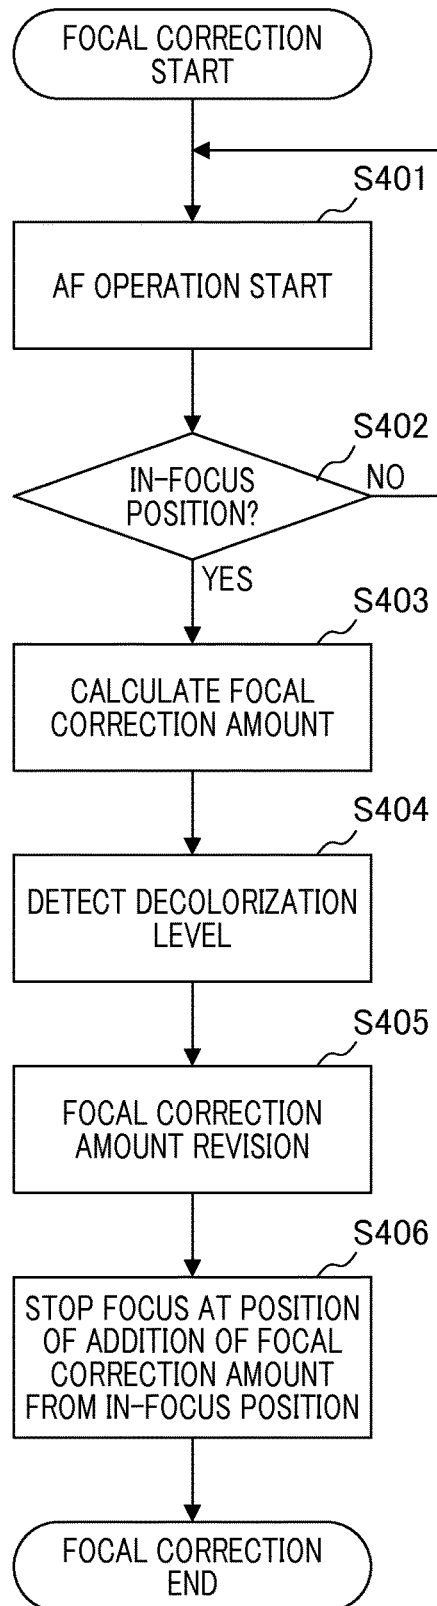 FOCAL CORRECTION
START
S401
AF OPERATION START
S402
IN-FOCUS
POSITION?
NO
YES
S403
CALCULATE FOCAL
CORRECTION AMOUNT
S404
DETECT DECOLORIZATION
LEVEL
S405
FOCAL CORRECTION
AMOUNT REVISION
S406
STOP FOCUS AT POSITION
OF ADDITION OF FOCAL
CORRECTION AMOUNT
FROM IN-FOCUS POSITION
FOCAL CORRECTION
END